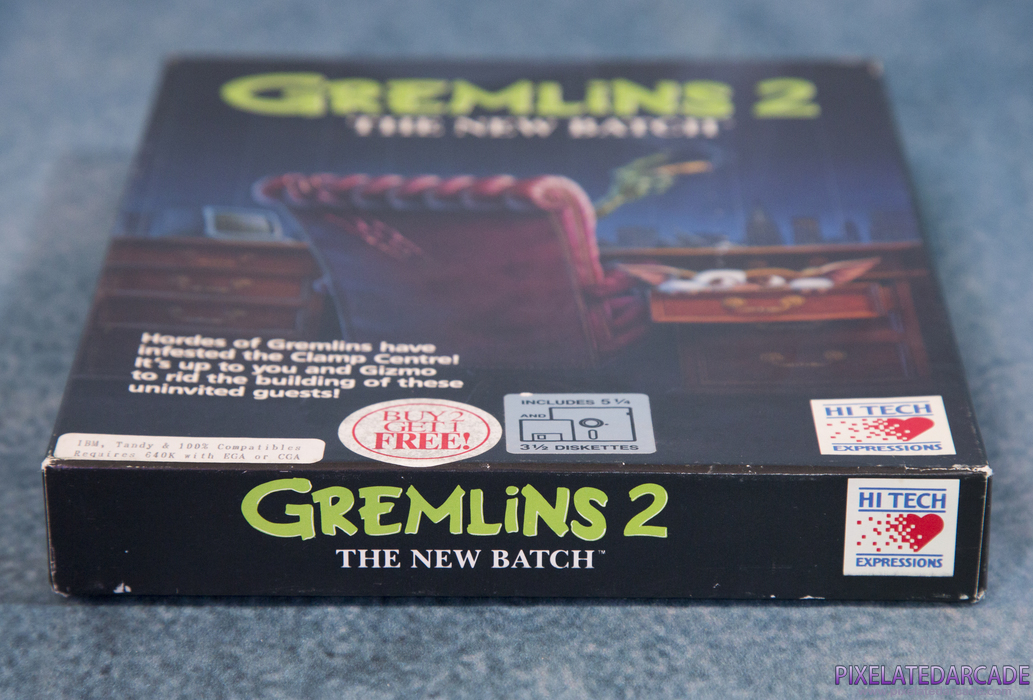 GREMLiNS 2
THE NEW BATCH
Hordes of Gremlins have
infested the Clamp Centre!
It's up to you and Gizmo
to rid the building of these
uninvited guests!
IBM, Tandy & 100% Compatibles
Requires 640K with EGA or CGA
BUY 2
GET 1
FREE!
INCLUDES 5 1/4
AND
3 1/2 DISKETTES
HI TECH
EXPRESSIONS
GREMLiNS 2
THE NEW BATCH™
HI TECH
EXPRESSIONS
PIXELATEDARCADE